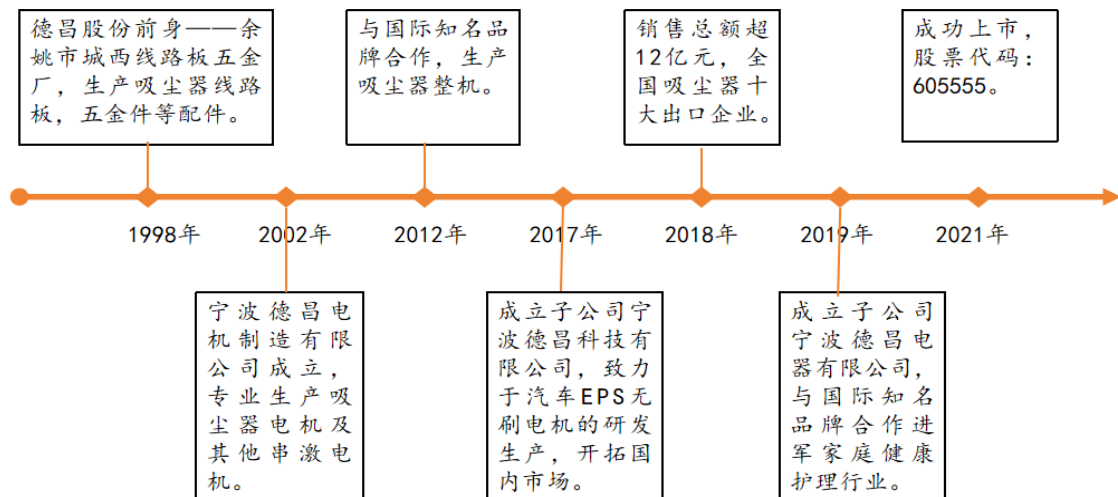 德昌股份前身——余
姚市城西线路板五金
厂，生产吸尘器线路
板，五金件等配件。
与国际知名品
牌合作，生产
吸尘器整机。
销售总额超
12亿元，全
国吸尘器十
大出口企业。
成功上市，
股票代码：
605555。
1998年
2002年
2012年
2017年
2018年
2019年
2021年
宁波德昌电
机制造有限
公司成立，
专业生产吸
尘器电机及
其他串激电
机。
成立子公司宁
波德昌科技有
限公司，致力
于汽车EPS无
刷电机的研发
生产，开拓国
内市场。
成立子公司
宁波德昌电
器有限公司，
与国际知名
品牌合作进
军家庭健康
护理行业。